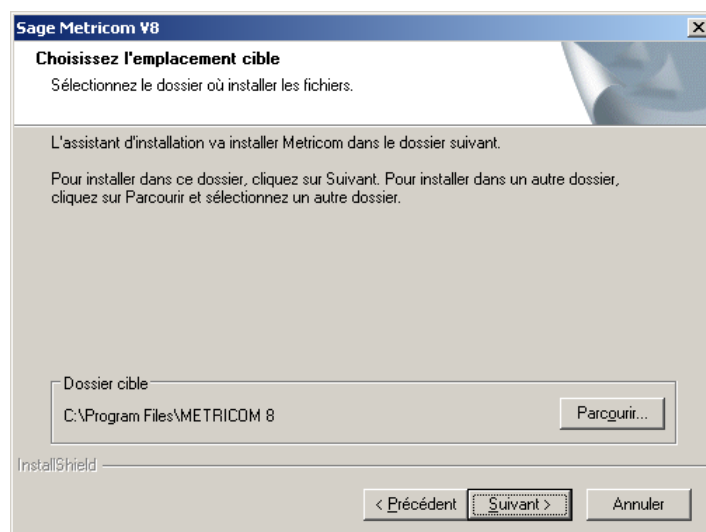 Sage Metricom V8
Choisissez l'emplacement cible
Sélectionnez le dossier où installer les fichiers.
L'assistant d'installation va installer Metricom dans le dossier suivant.
Pour installer dans ce dossier, cliquez sur Suivant. Pour installer dans un autre dossier,
cliquez sur Parcourir et sélectionnez un autre dossier.
Dossier cible
C:\Program Files\METRICOM 8
Parcourir...
InstallShield
< Précédent
Suivant >
Annuler